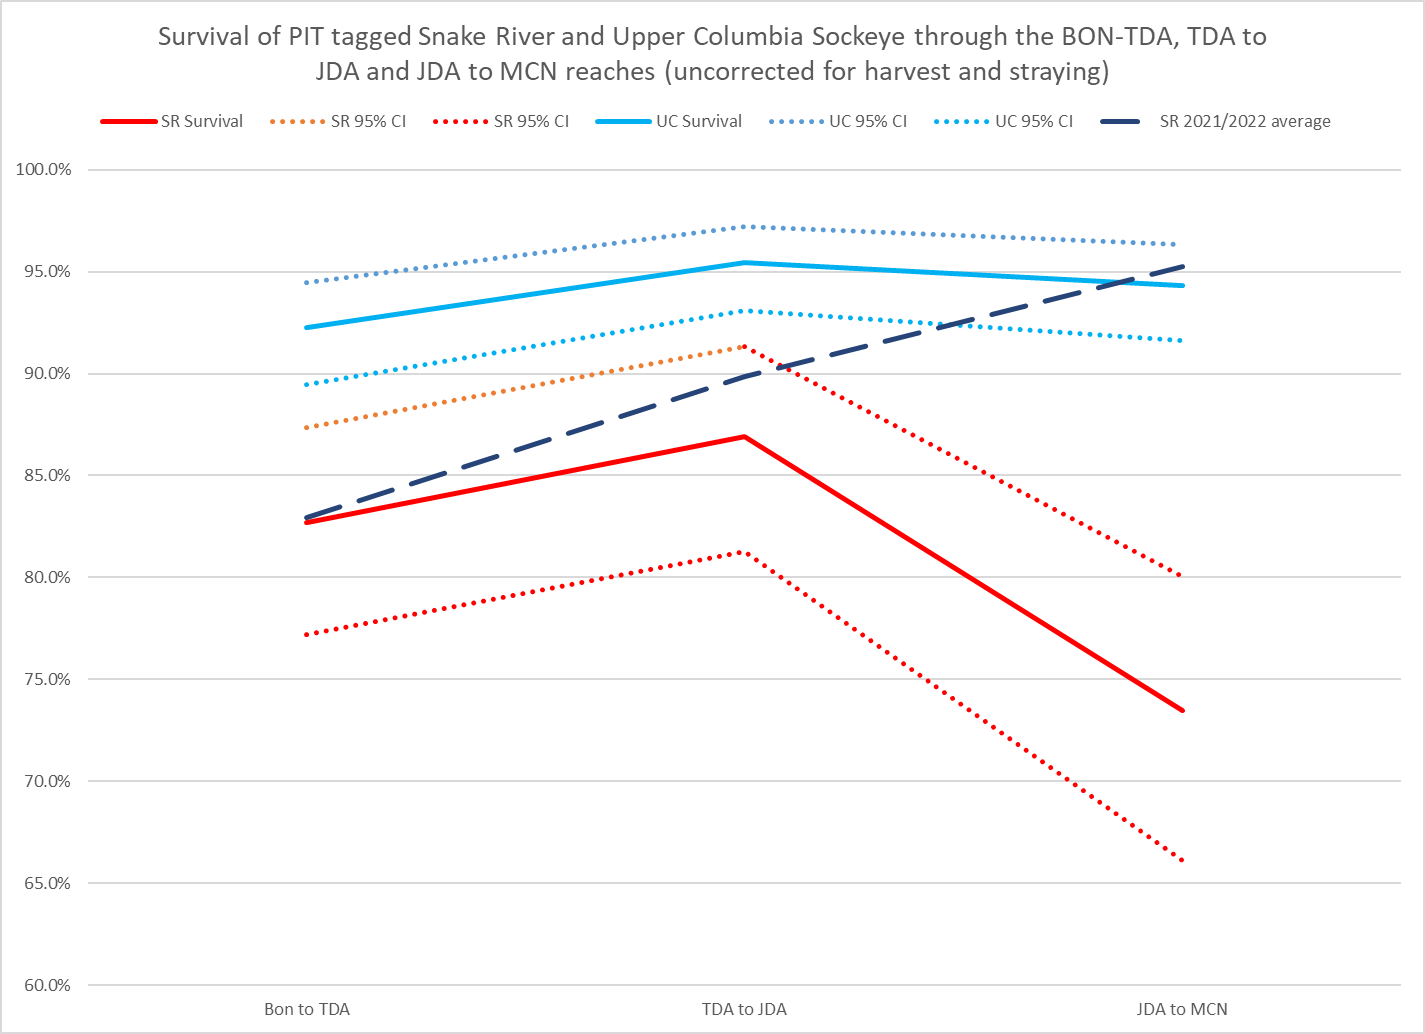 Survival of PIT tagged Snake River and Upper Columbia Sockeye through the BON-TDA, TDA to
JDA and JDA to MCN reaches (uncorrected for harvest and straying)
SR Survival SR 95% CI SR 95% CI UC Survival UC 95% CI UC 95% CI SR 2021/2022 average
100.0%
95.0%
90.0%
85.0%
80.0%
75.0%
70.0%
65.0%
60.0%
Bon to TDA TDA to JDA JDA to MCN